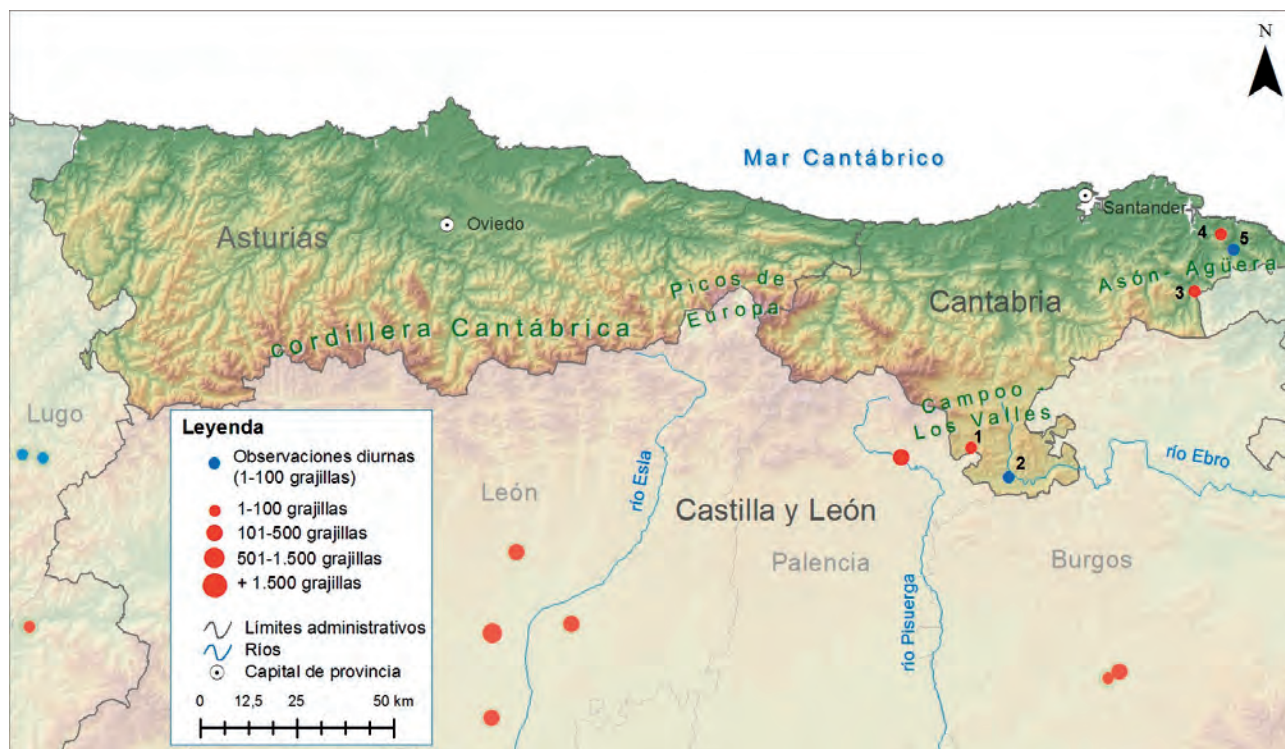 N
Mar Cantábrico
Santander
Oviedo
Asturias
4
5
Asón- Agüera
3
Picos de
Europa
Cantabria
cordillera Cantábrica
Campoo -
Los Valles
Lugo
1
2
río Ebro
río Esla
León
Castilla y León
Palencia
Burgos
río Pisuerga
Leyenda
Observaciones diurnas
(1-100 grajillas)
1-100 grajillas
101-500 grajillas
501-1.500 grajillas
+ 1.500 grajillas
Límites administrativos
Ríos
Capital de provincia
0 12,5 25 50 km